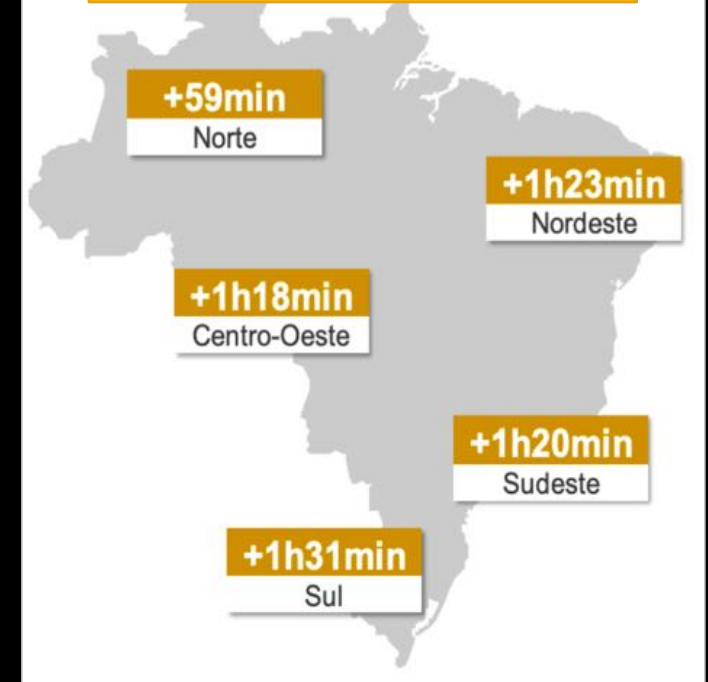 +59min
Norte
+1h23min
Nordeste
+1h18min
Centro-Oeste
+1h20min
Sudeste
+1h31min
Sul